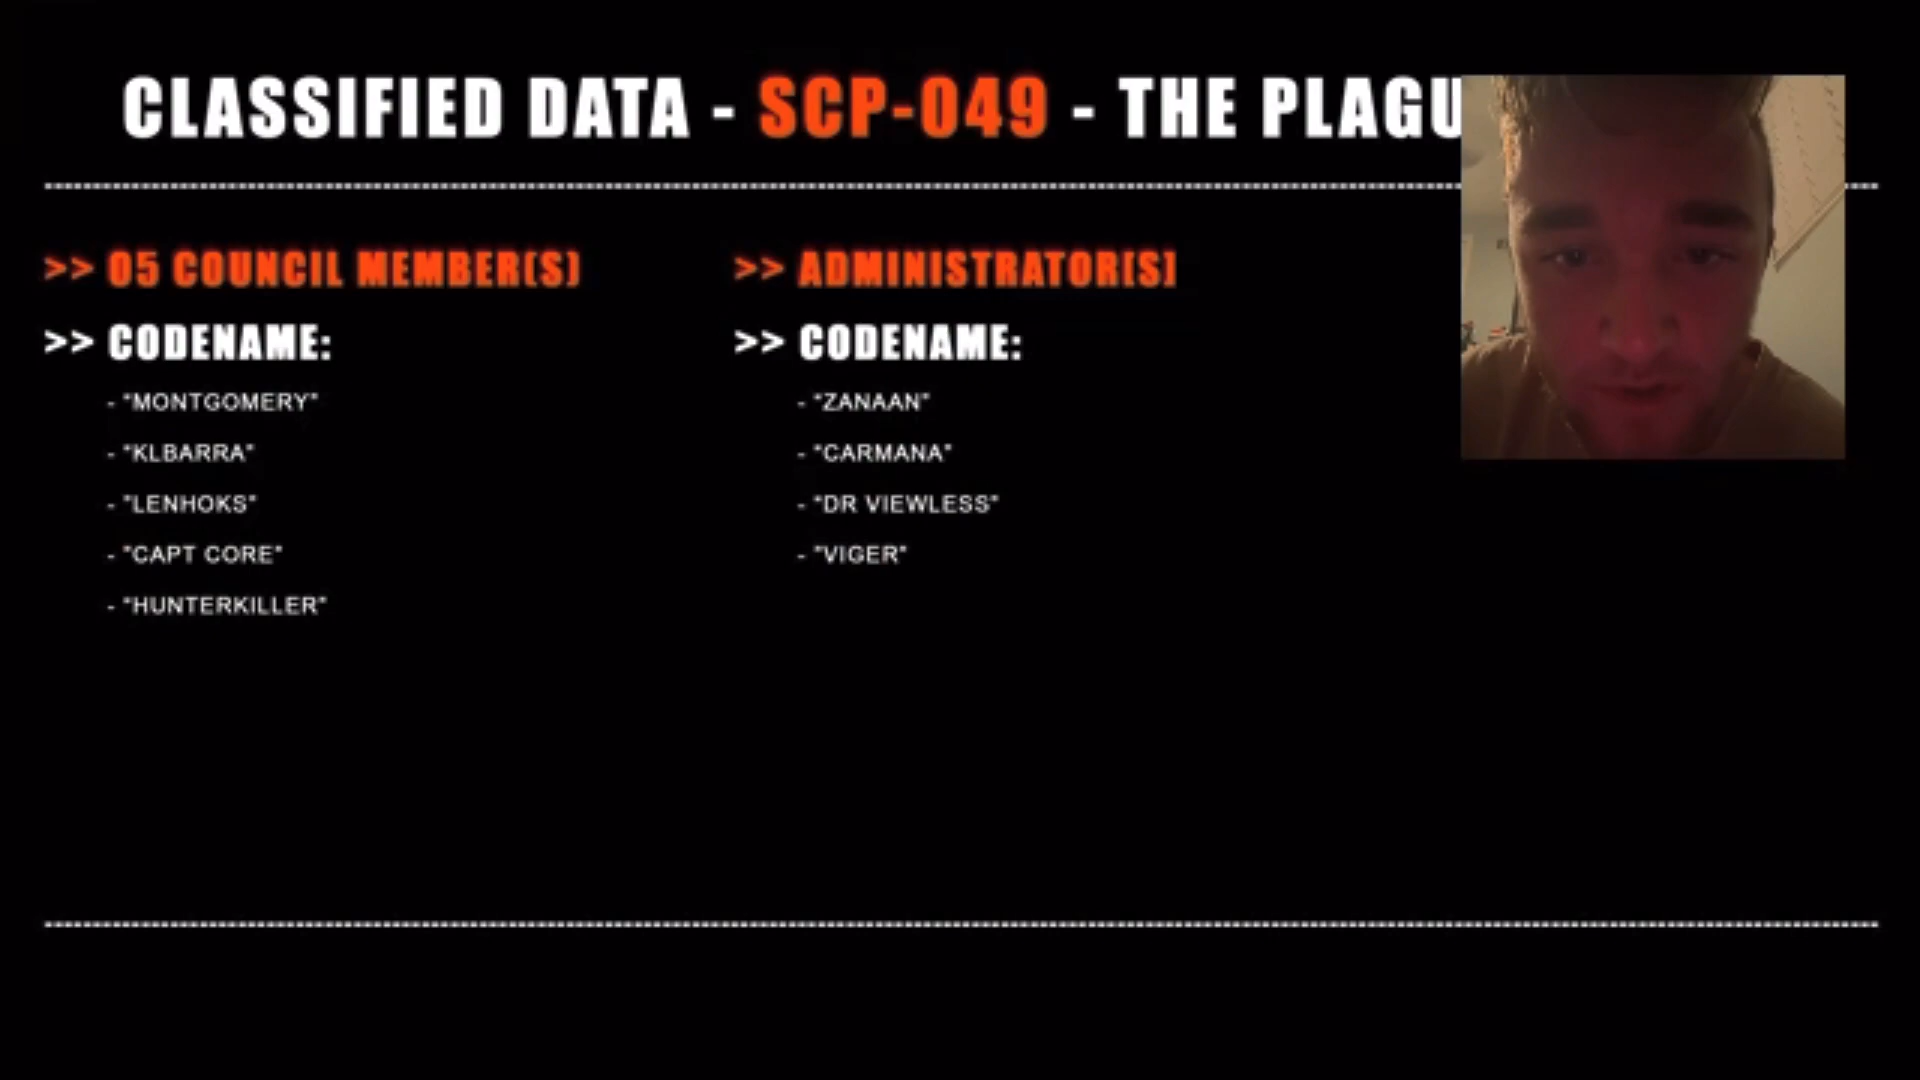 CLASSIFIED DATA - SCP-049 - THE PLAGU
>> 05 COUNCIL MEMBER(S)
>> CODENAME:
- "MONTGOMERY"
- "KLBARRA"
- "LENHOKS"
- "CAPT CORE"
- "HUNTERKILLER"
>> ADMINISTRATOR(S)
>> CODENAME:
- "ZANAAN"
- "CARMANA"
- "DR VIEWLESS"
- "VIGER"